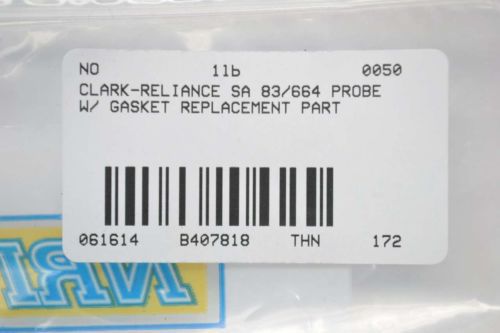 NO 1lb 0050
CLARK-RELIANCE SA 83/664 PROBE
W/ GASKET REPLACEMENT PART
061614 B407818 THN 172